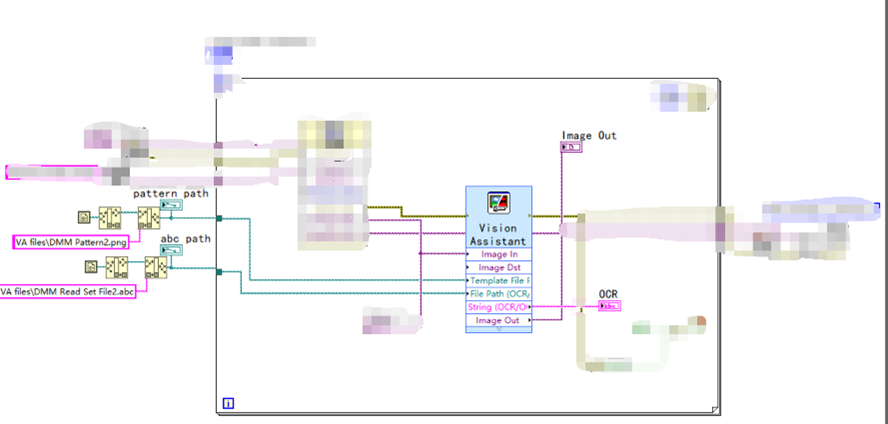 Image Out
pattern path
VA files\DMM Pattern2.png
abc path
VA files\DMM Read Set File2.abc
Vision
Assistant
Image In
Image Dst
Template File F
File Path (OCR/
String (OCR/O
Image Out
OCR
i